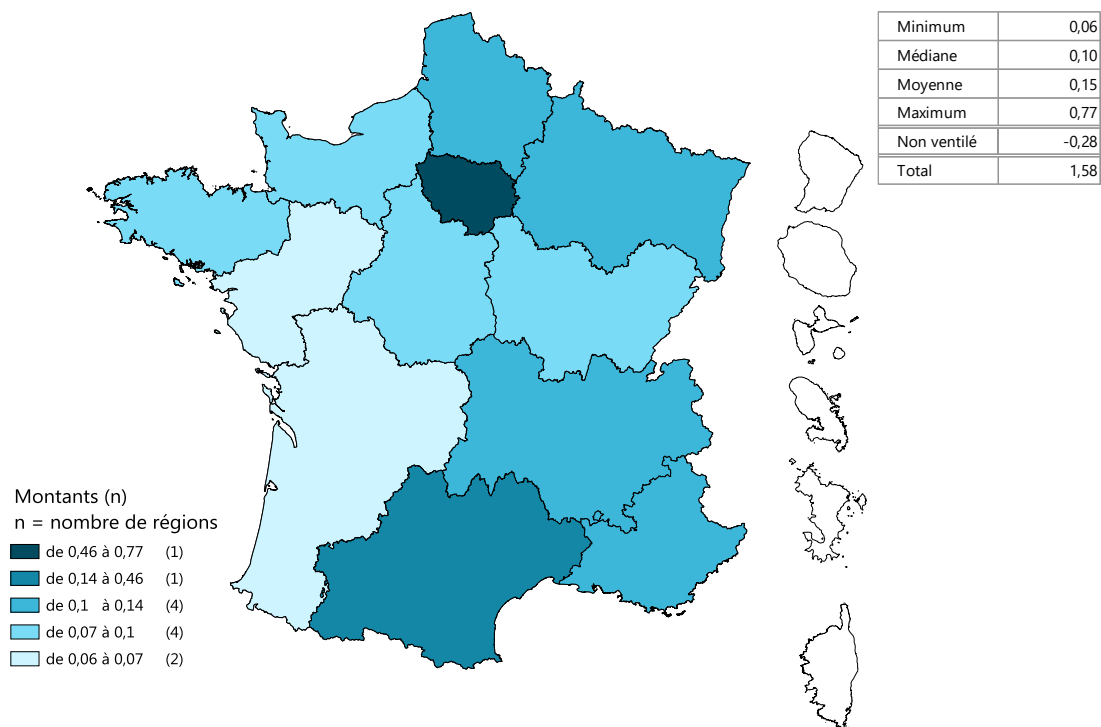 Minimum 0,06
Médiane 0,10
Moyenne 0,15
Maximum 0,77
Non ventilé -0,28
Total 1,58
Montants (n)
n = nombre de régions
de 0,46 à 0,77 (1)
de 0,14 à 0,46 (1)
de 0,1 à 0,14 (4)
de 0,07 à 0,1 (4)
de 0,06 à 0,07 (2)